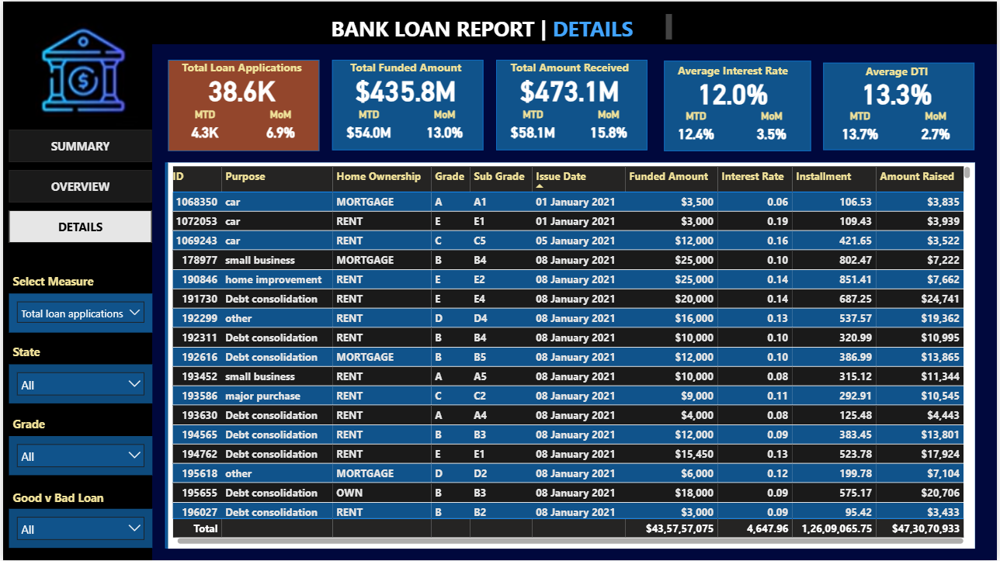 BANK LOAN REPORT | DETAILS
$
Total Loan Applications
38.6K
MTD MoM
4.3K 6.9%
Total Funded Amount
$435.8M
MTD MoM
$54.0M 13.0%
Total Amount Received
$473.1M
MTD MoM
$58.1M 15.8%
Average Interest Rate
12.0%
MTD MoM
12.4% 3.5%
Average DTI
13.3%
MTD MoM
13.7% 2.7%
SUMMARY
OVERVIEW
DETAILS
Select Measure
Total loan applications
State
All
Grade
All
Good v Bad Loan
All
ID Purpose Home Ownership Grade Sub Grade Issue Date Funded Amount Interest Rate Installment Amount Raised
1068350 car MORTGAGE A A1 01 January 2021 $3,500 0.06 106.53 $3,835
1072053 car RENT E E1 01 January 2021 $3,000 0.19 109.43 $3,939
1069243 car RENT C C5 05 January 2021 $12,000 0.16 421.65 $3,522
178977 small business MORTGAGE B B4 08 January 2021 $25,000 0.10 802.47 $7,222
190846 home improvement RENT E E2 08 January 2021 $25,000 0.14 851.41 $7,662
191730 Debt consolidation RENT E E4 08 January 2021 $20,000 0.14 687.25 $24,741
192299 other RENT D D4 08 January 2021 $16,000 0.13 537.57 $19,362
192311 Debt consolidation RENT B B4 08 January 2021 $10,000 0.10 320.99 $10,995
192616 Debt consolidation MORTGAGE B B5 08 January 2021 $12,000 0.10 386.99 $13,865
193452 small business RENT A A5 08 January 2021 $10,000 0.08 315.12 $11,344
193586 major purchase RENT C C2 08 January 2021 $9,000 0.11 292.91 $10,545
193630 Debt consolidation RENT A A4 08 January 2021 $4,000 0.08 125.48 $4,443
194565 Debt consolidation RENT B B3 08 January 2021 $12,000 0.09 383.45 $13,801
194762 Debt consolidation RENT E E1 08 January 2021 $15,450 0.13 523.78 $17,924
195618 other MORTGAGE D D2 08 January 2021 $6,000 0.12 199.78 $7,104
195655 Debt consolidation OWN B B3 08 January 2021 $18,000 0.09 575.17 $20,706
196027 Debt consolidation RENT B B2 08 January 2021 $3,000 0.09 95.42 $3,433
Total $43,57,57,075 4,647.96 1,26,09,065.75 $47,30,70,933